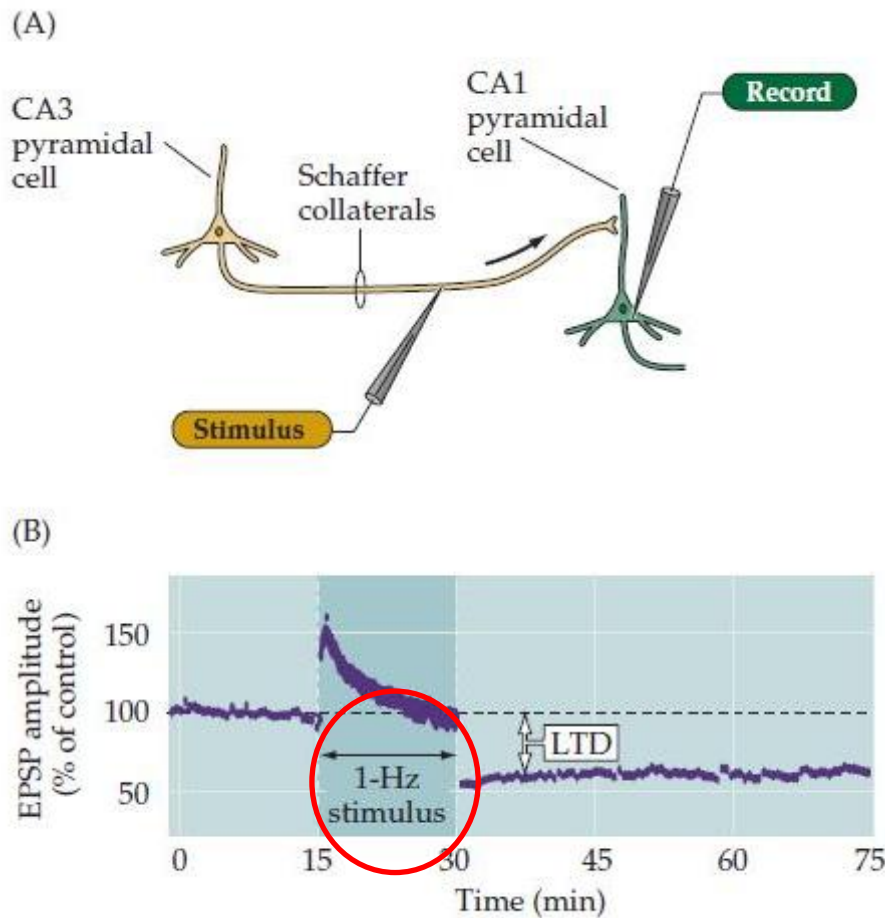 (A)
CA3
pyramidal
cell
Schaffer
collaterals
CA1
pyramidal
cell
Record
Stimulus
(B)
EPSP amplitude
(% of control)
150
100
50
LTD
1-Hz
stimulus
0 15 30 45 60 75
Time (min)